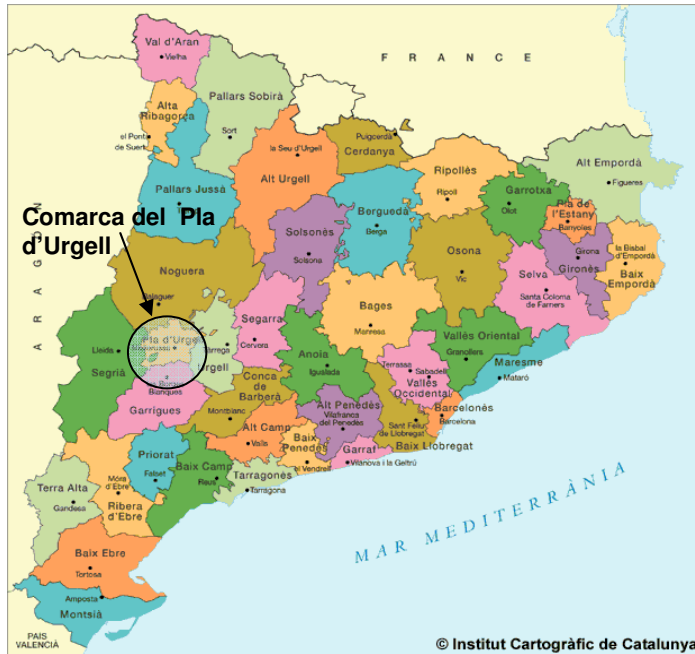 Val d'Aran
Vielha
FRANCE
Pallars Sobirà
Sort
Alta
Ribagorça
el Pont
de Suert
Puigcerdà
Cerdanya
la Seu d'Urgell
Alt Urgell
Ripollès
Ripoll
Alt Empordà
Figueres
Garrotxa
Olot
Pla de
l'Estany
Banyoles
Pallars Jussà
Berguedà
Berga
Comarca del Pla
d'Urgell
Solsonès
Solsona
Osona
Vic
Girona
Gironès
la Bisbal
d'Empordà
Baix
Empordà
Noguera
Selva
Santa Coloma
de Farners
ARAGON
Bages
Manresa
Segarra
Cervera
Pla d'Urgell
Lleida
Segrià
Urgell
Anoia
Igualada
Vallès Oriental
Granollers
Maresme
Mataró
Terrassa
Sabadell
Vallès
Occidental
Conca
de
Barberà
Montblanc
Garrigues
Alt Penedès
Vilafranca
del Penedès
Sant Feliu
de Llobregat
Baix Llobregat
Barcelonès
Barcelona
Alt Camp
Valls
Baix
Penedès
el Vendrell
Garraf
Vilanova i la Geltrú
Priorat
Falset
Baix Camp
Reus
Tarragonès
Tarragona
Terra Alta
Gandesa
Móra
d'Ebre
Ribera
d'Ebre
MAR MEDITERRÀNIA
Baix Ebre
Tortosa
Amposta
Montsià
PAIS
VALENCIÀ
© Institut Cartogràfic de Catalunya